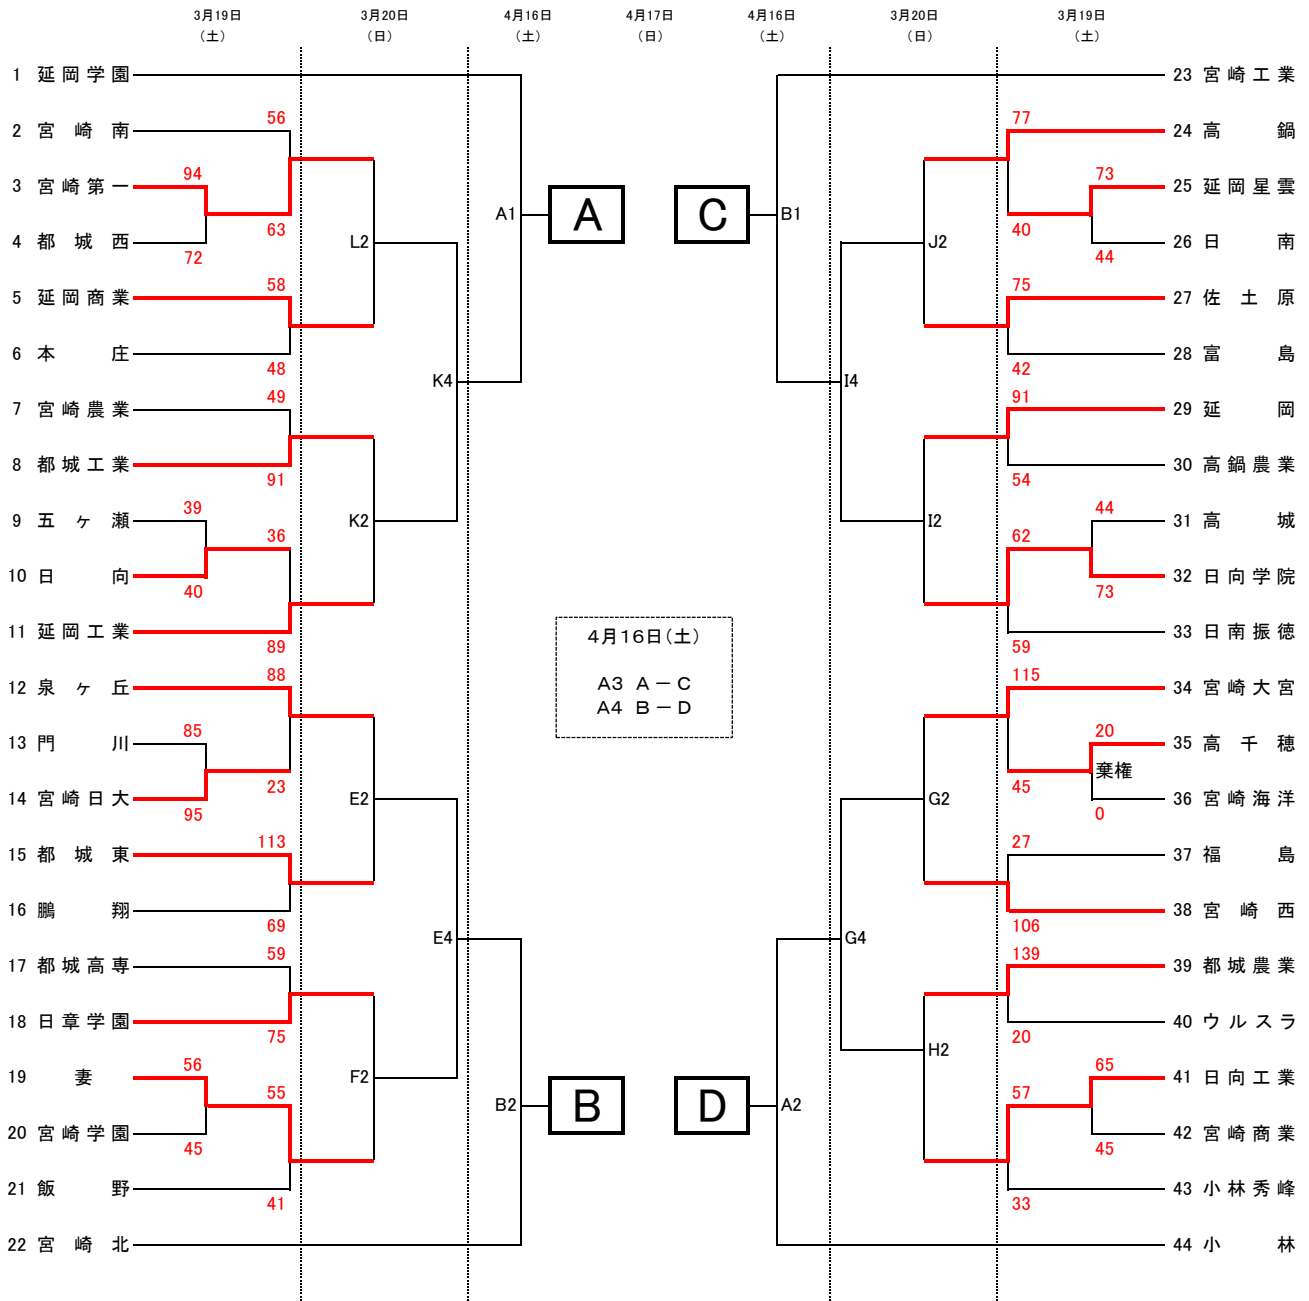 3月19日 3月20日 4月16日 4月17日 4月16日 3月20日 3月19日
（土） （日） （土） （日） （土） （日） （土）
1 延岡学園
2 宮崎南 56
3 宮崎第一 94
4 都城西 72 63
5 延岡商業 58
6 本庄 48
7 宮崎農業 49
8 都城工業 91
9 五ヶ瀬 39 36
10 日向 40
11 延岡工業 89
12 泉ヶ丘 88
13 門川 85 23
14 宮崎日大 95
15 都城東 113
16 鵬翔 69
17 都城高専 59
18 日章学園 75
19 妻 56 55
20 宮崎学園 45
21 飯野 41
22 宮崎北
L2
K2
K4
A1
A
E2
F2
E4
B2
B
4月16日(土)
A3 A－C
A4 B－D
C
B1
I4
J2
I2
D
A2
G4
G2
H2
23 宮崎工業
77 24 高鍋
73 25 延岡星雲
40 44 26 日南
75 27 佐土原
42 28 富島
91 29 延岡
54 30 高鍋農業
62 44 31 高城
73 32 日向学院
59 33 日南振徳
115 34 宮崎大宮
20 35 高千穂
棄権
45 0 36 宮崎海洋
27 37 福島
106 38 宮崎西
139 39 都城農業
20 40 ウルスラ
57 65 41 日向工業
45 42 宮崎商業
33 43 小林秀峰
44 小林